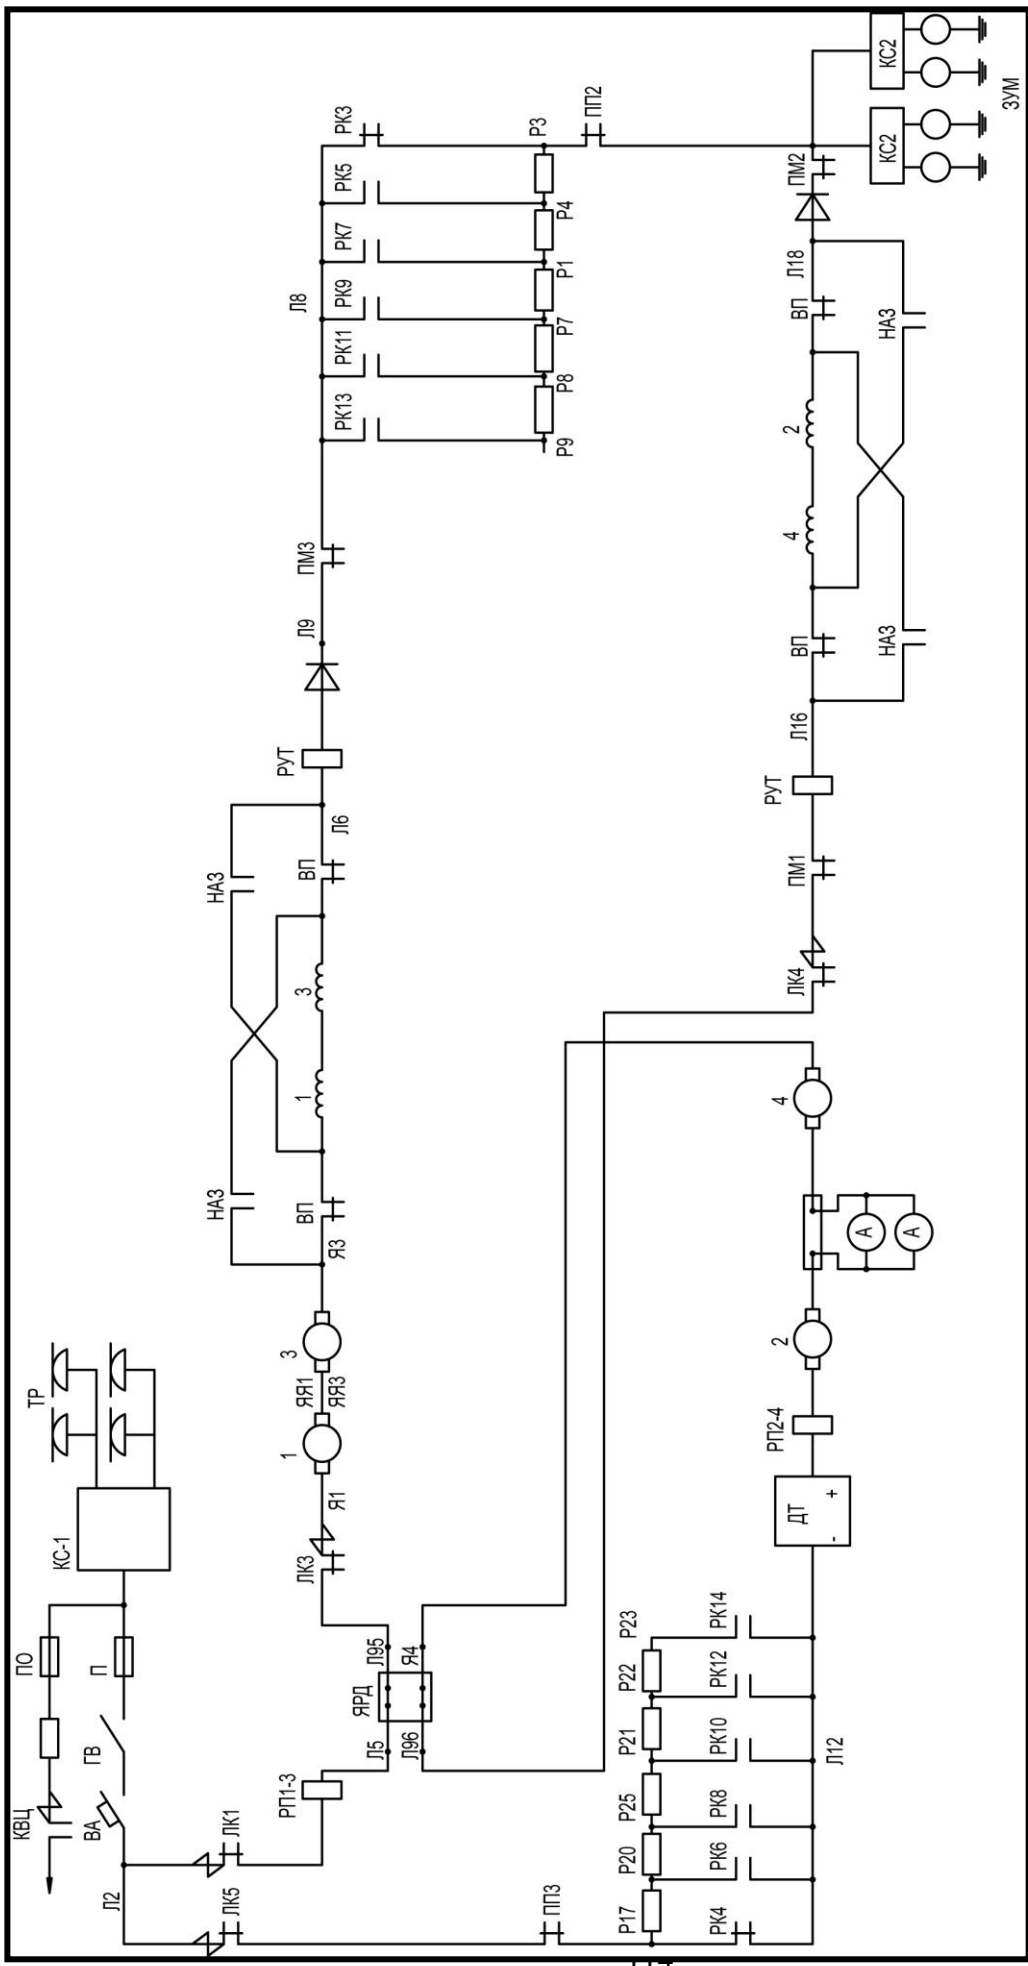 ТР
КС-1
ПО
П
КВЦ
ГВ
ВА
Л2
ЛК1
ЛК5
РП1-3
ЯРД
Л5
Л95
Л96
Я4
ЛК3
Я1
1
ЯЯ1
ЯЯ3
3
Я3
НАЗ
ВП
1
3
НАЗ
ВП
Л6
РУТ
Л9
ПМ3
Л8
РК13
РК11
РК9
РК7
РК5
РК3
Р9
Р8
Р7
Р1
Р4
Р3
ПП2
ПП3
Р17
Р20
Р25
Р21
Р22
Р23
РК4
РК6
РК8
РК10
РК12
РК14
Л12
ДТ
- +
РП2-4
2
А
А
4
ЛК4
ПМ1
РУТ
Л16
ВП
НАЗ
4
2
ВП
НАЗ
Л18
ПМ2
КС2
КС2
ЗУМ